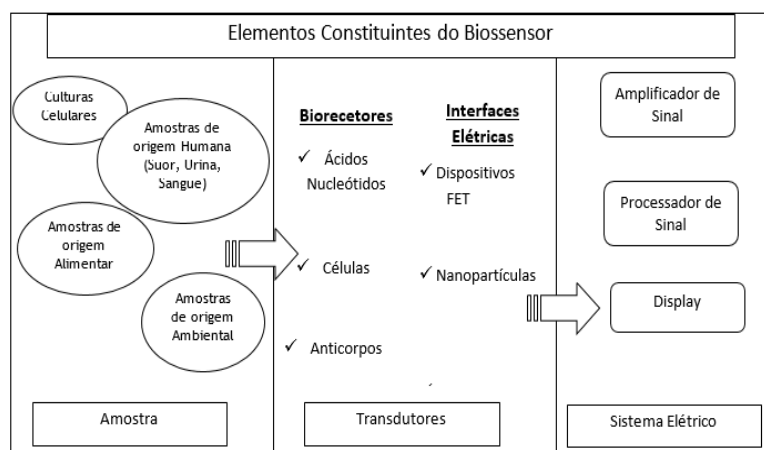 Elementos Constituintes do Biossensor
Culturas
Celulares
Amostras de
origem Humana
(Suor, Urina,
Sangue)
Amostras de
origem
Alimentar
Amostras
de origem
Ambiental
Amostra
Biorecetores
✓ Ácidos
Nucleótidos
✓ Células
✓ Anticorpos
Interfaces
Elétricas
✓ Dispositivos
FET
✓ Nanopartículas
Transdutores
Amplificador de
Sinal
Processador de
Sinal
Display
Sistema Elétrico